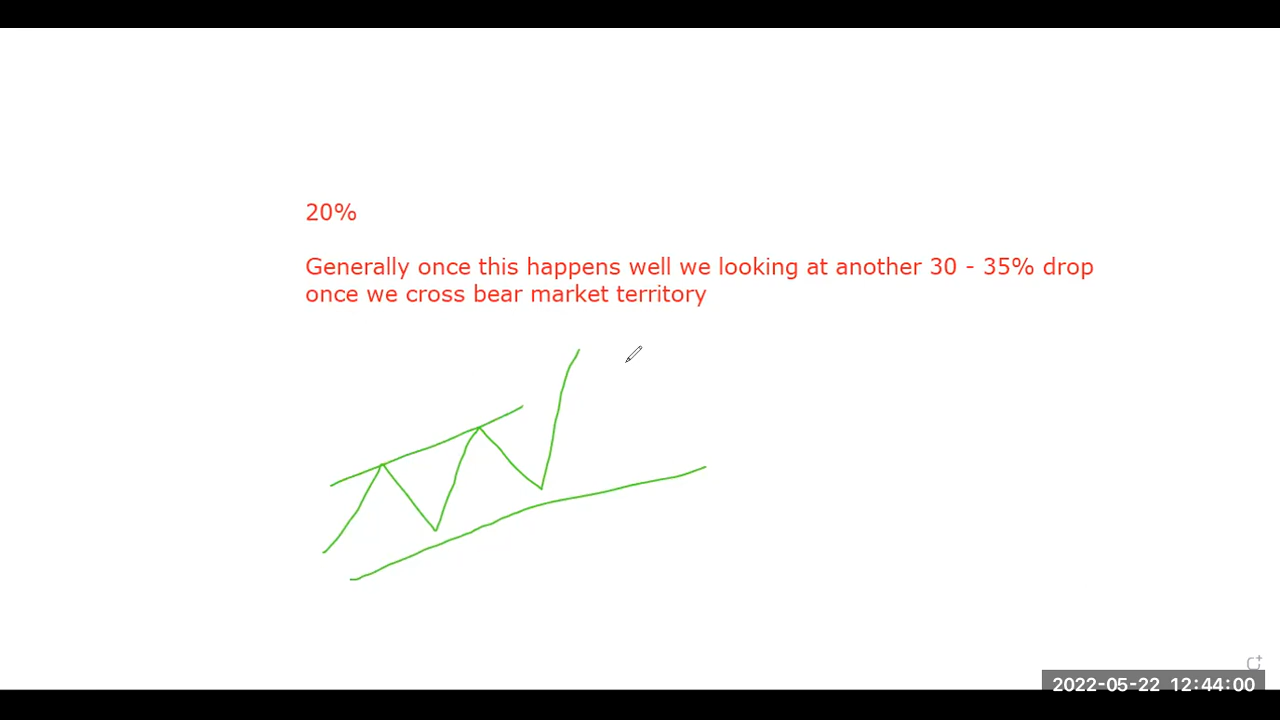 20%
Generally once this happens well we looking at another 30 - 35% drop
once we cross bear market territory
2022-05-22 12:44:00